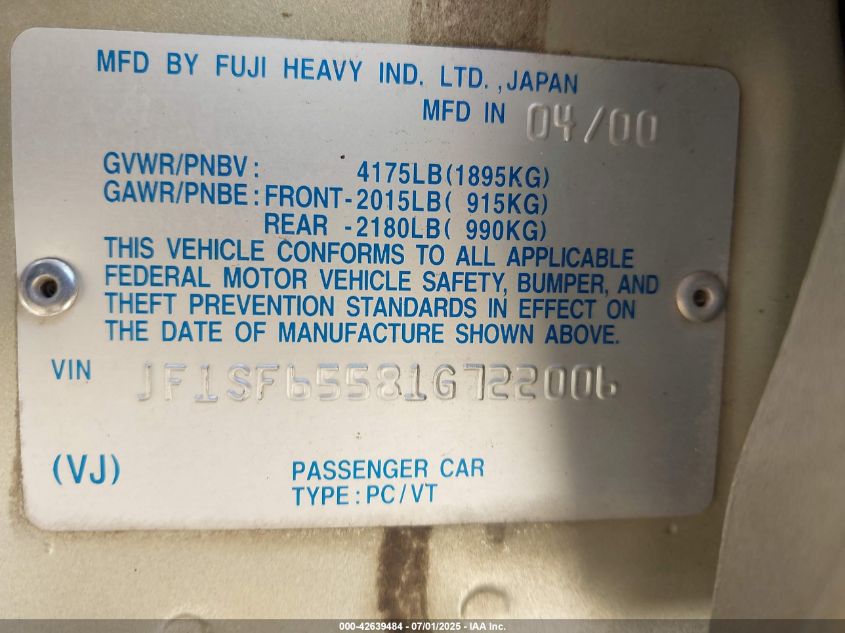 MFD BY FUJI HEAVY IND. LTD., JAPAN
MFD IN 04/00
GVWR/PNBV: 4175LB(1895KG)
GAWR/PNBE: FRONT-2015LB( 915KG)
REAR -2180LB( 990KG)
THIS VEHICLE CONFORMS TO ALL APPLICABLE
FEDERAL MOTOR VEHICLE SAFETY, BUMPER, AND
THEFT PREVENTION STANDARDS IN EFFECT ON
THE DATE OF MANUFACTURE SHOWN ABOVE.
VIN JF1SF65581G722006
(VJ) PASSENGER CAR
TYPE: PC/VT
000-42639484 - 07/01/2025 - IAA Inc.